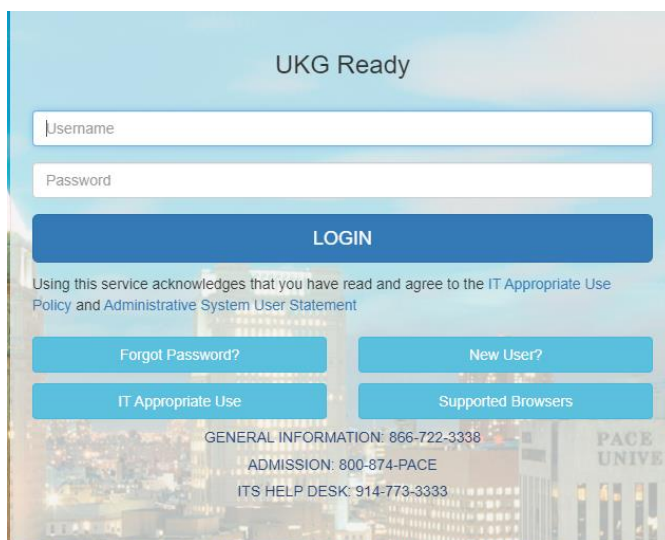 UKG Ready
Username
Password
LOGIN
Using this service acknowledges that you have read and agree to the IT Appropriate Use
Policy and Administrative System User Statement
Forgot Password?
New User?
IT Appropriate Use
Supported Browsers
GENERAL INFORMATION: 866-722-3338
ADMISSION: 800-874-PACE
ITS HELP DESK: 914-773-3333
PACE
UNIVE